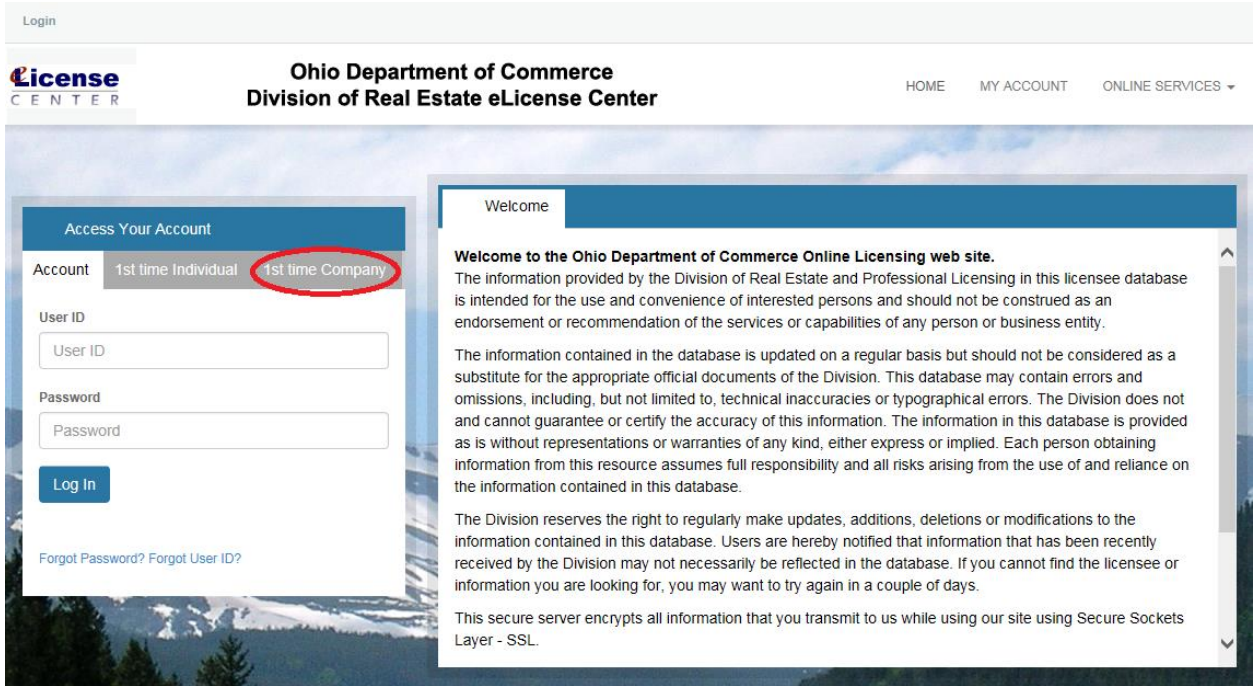 Login
eLicense
CENTER
Ohio Department of Commerce
Division of Real Estate eLicense Center
HOME MY ACCOUNT ONLINE SERVICES
Access Your Account
Account 1st time Individual 1st time Company
User ID
User ID
Password
Password
Log In
Forgot Password? Forgot User ID?
Welcome
Welcome to the Ohio Department of Commerce Online Licensing web site.
The information provided by the Division of Real Estate and Professional Licensing in this licensee database
is intended for the use and convenience of interested persons and should not be construed as an
endorsement or recommendation of the services or capabilities of any person or business entity.
The information contained in the database is updated on a regular basis but should not be considered as a
substitute for the appropriate official documents of the Division. This database may contain errors and
omissions, including, but not limited to, technical inaccuracies or typographical errors. The Division does not
and cannot guarantee or certify the accuracy of this information. The information in this database is provided
as is without representations or warranties of any kind, either express or implied. Each person obtaining
information from this resource assumes full responsibility and all risks arising from the use of and reliance on
the information contained in this database.
The Division reserves the right to regularly make updates, additions, deletions or modifications to the
information contained in this database. Users are hereby notified that information that has been recently
received by the Division may not necessarily be reflected in the database. If you cannot find the licensee or
information you are looking for, you may want to try again in a couple of days.
This secure server encrypts all information that you transmit to us while using our site using Secure Sockets
Layer - SSL.